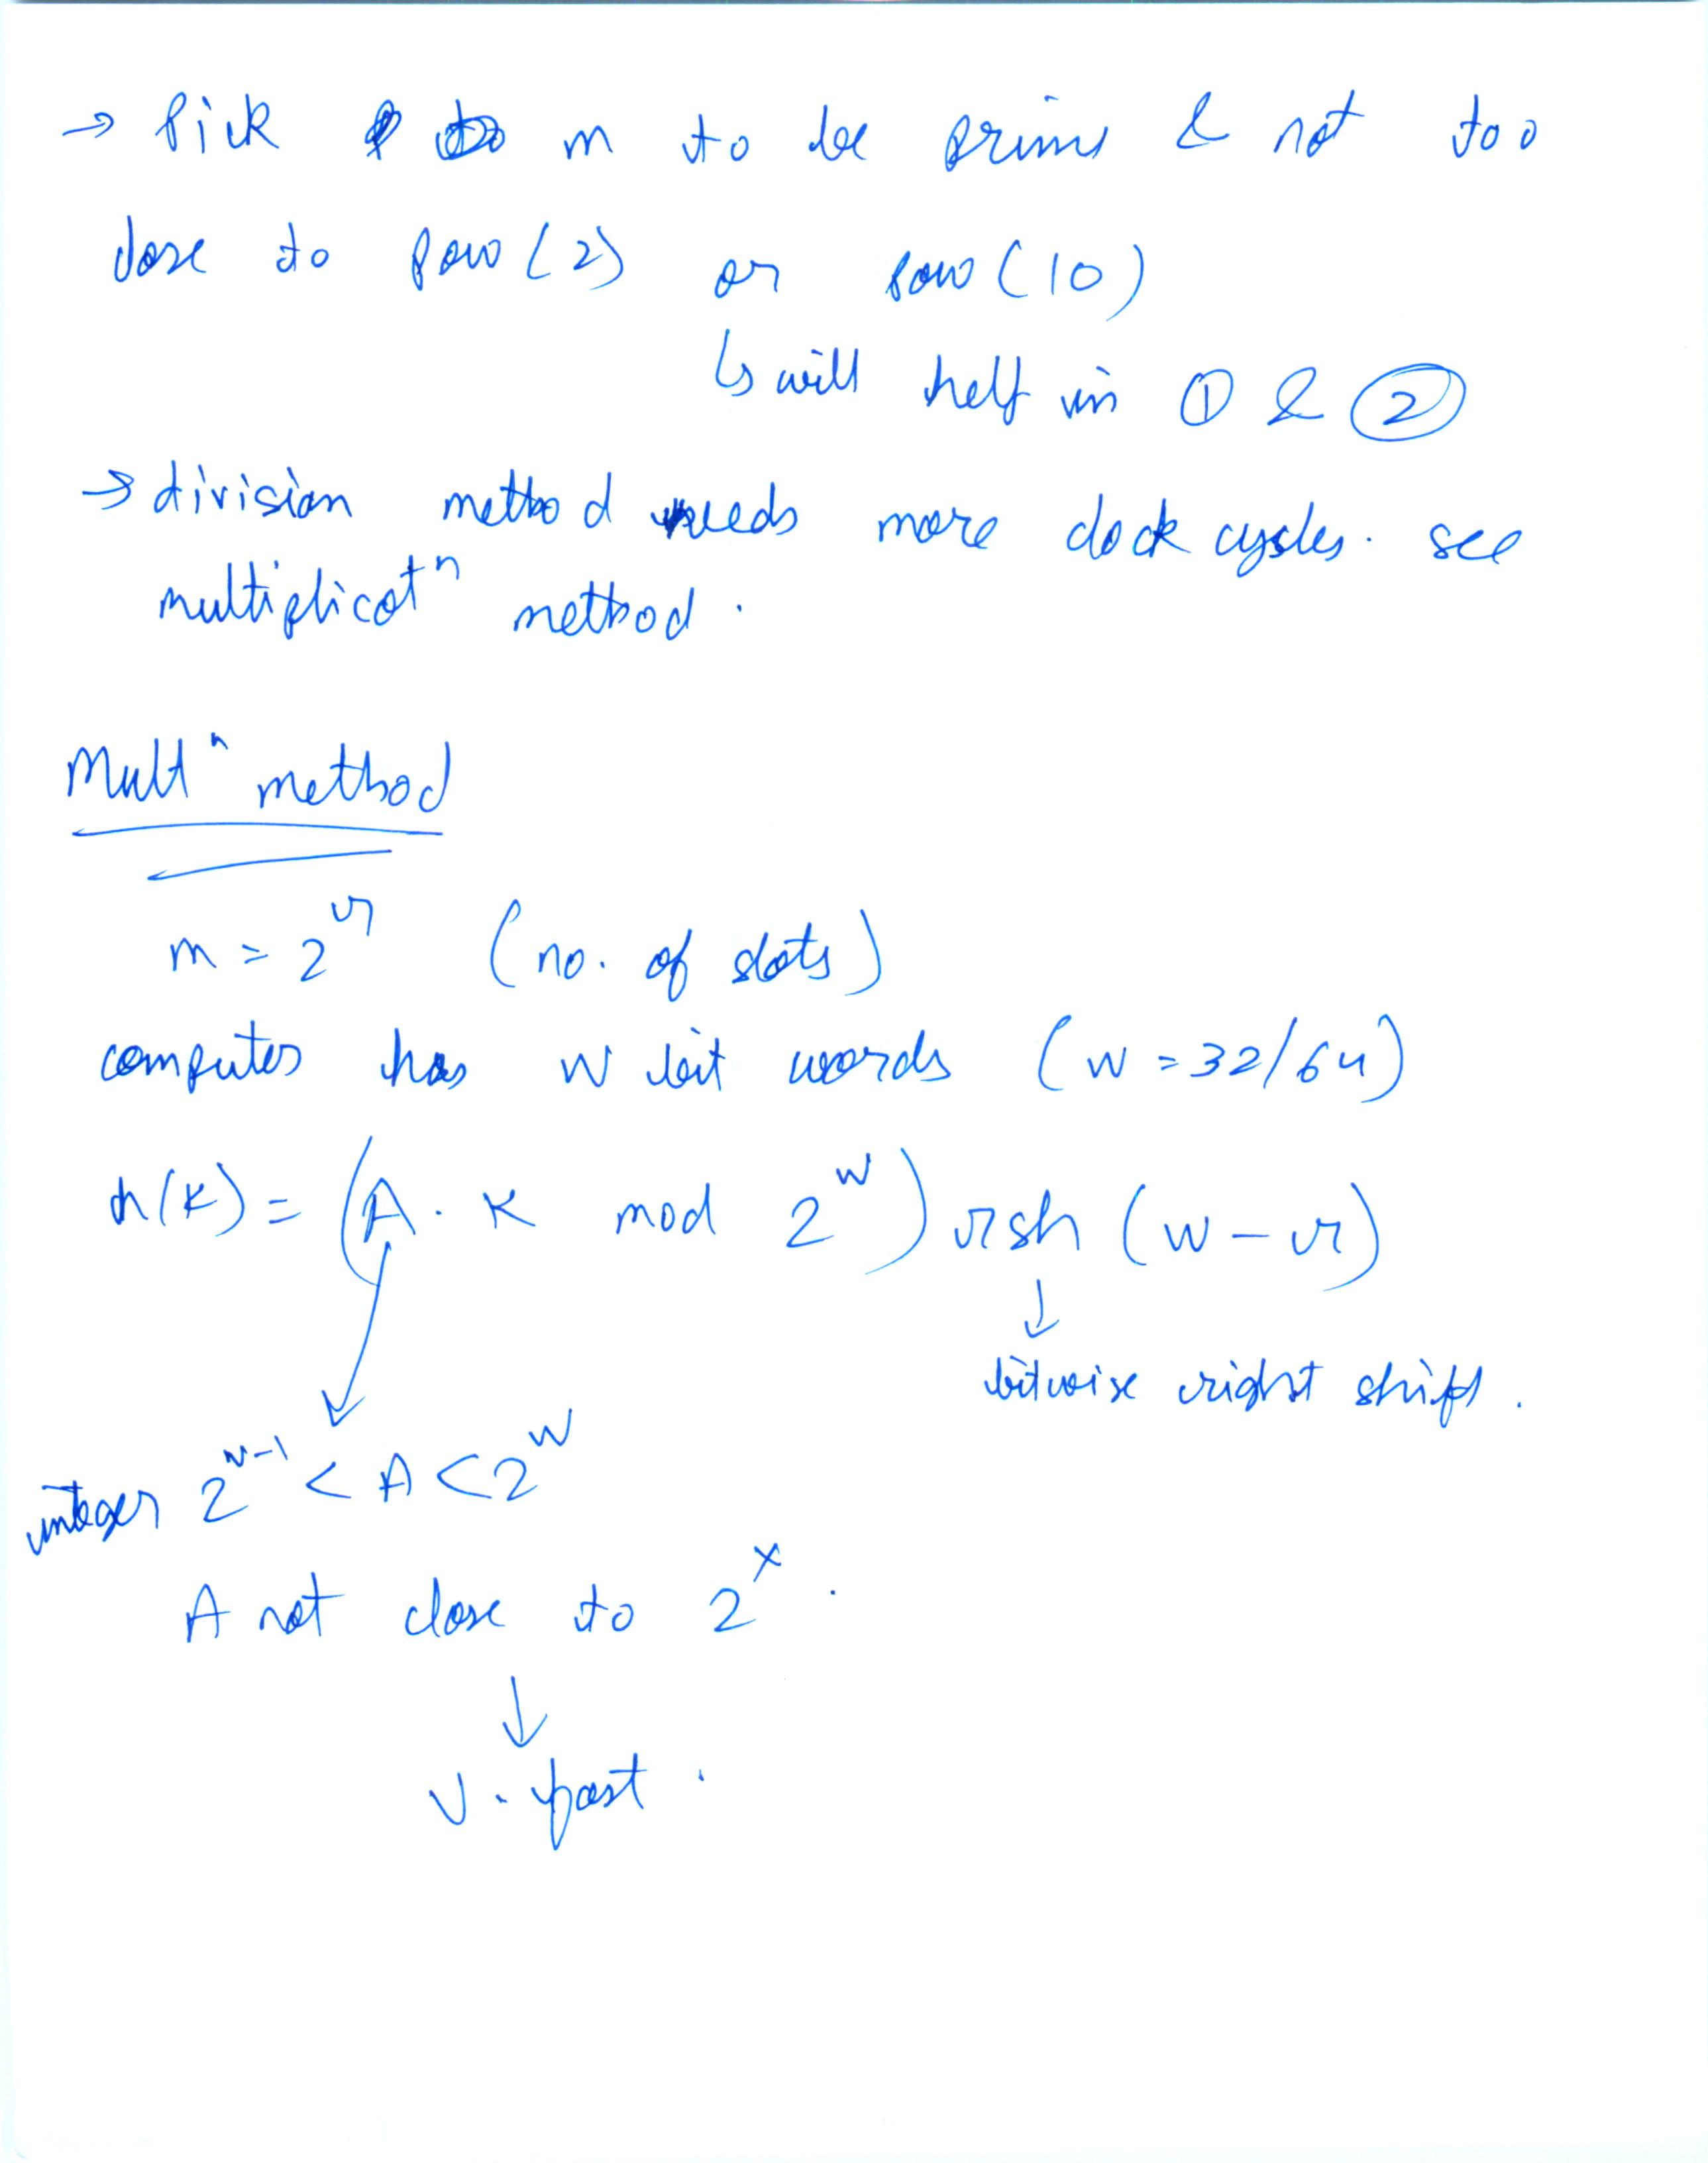 → Pick m to be prime & not too
close to pow(2) or pow(10)
↳ will help in ① & ②
→ division method needs more clock cycles. see
multiplicatⁿ method.
Multⁿ method
m = 2^r (no. of slots)
computer has w bit words (w = 32/64)
h(k) = (A . k mod 2^w) rsh (w - r)
↓
bitwise right shift.
integer 2^w-1 < A < 2^w
A not close to 2^x.
↓
v. fast.